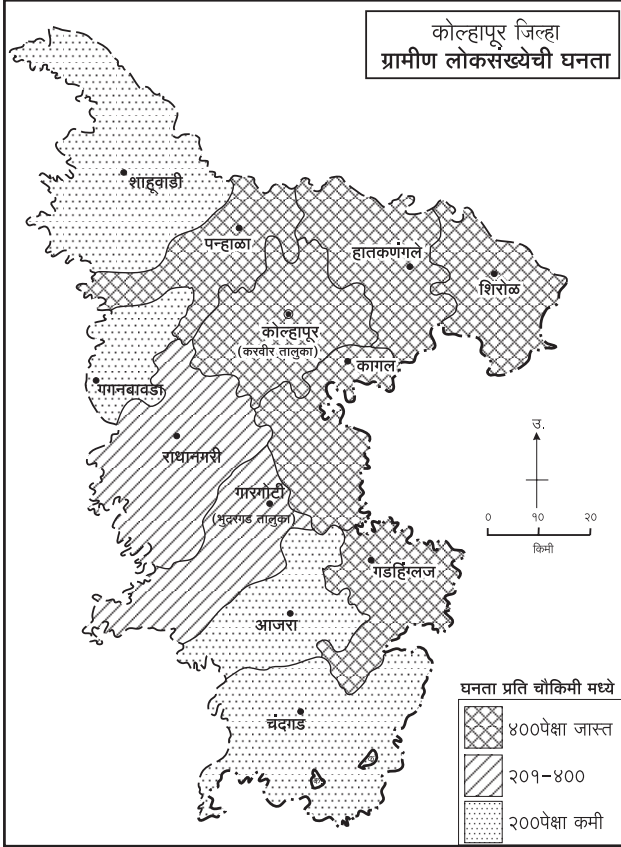 कोल्हापूर जिल्हा
ग्रामीण लोकसंख्येची घनता
शाहूवाडी
पन्हाळा
हातकणंगले
शिरोळ
कोल्हापूर
(करवीर तालुका)
कागल
गगनबावडा
राधानगरी
उ.
गारगोटी
(भुदरगड तालुका)
० १० २०
किमी
गडहिंग्लज
आजरा
चंदगड
घनता प्रति चौकिमी मध्ये
४००पेक्षा जास्त
२०१-४००
२००पेक्षा कमी